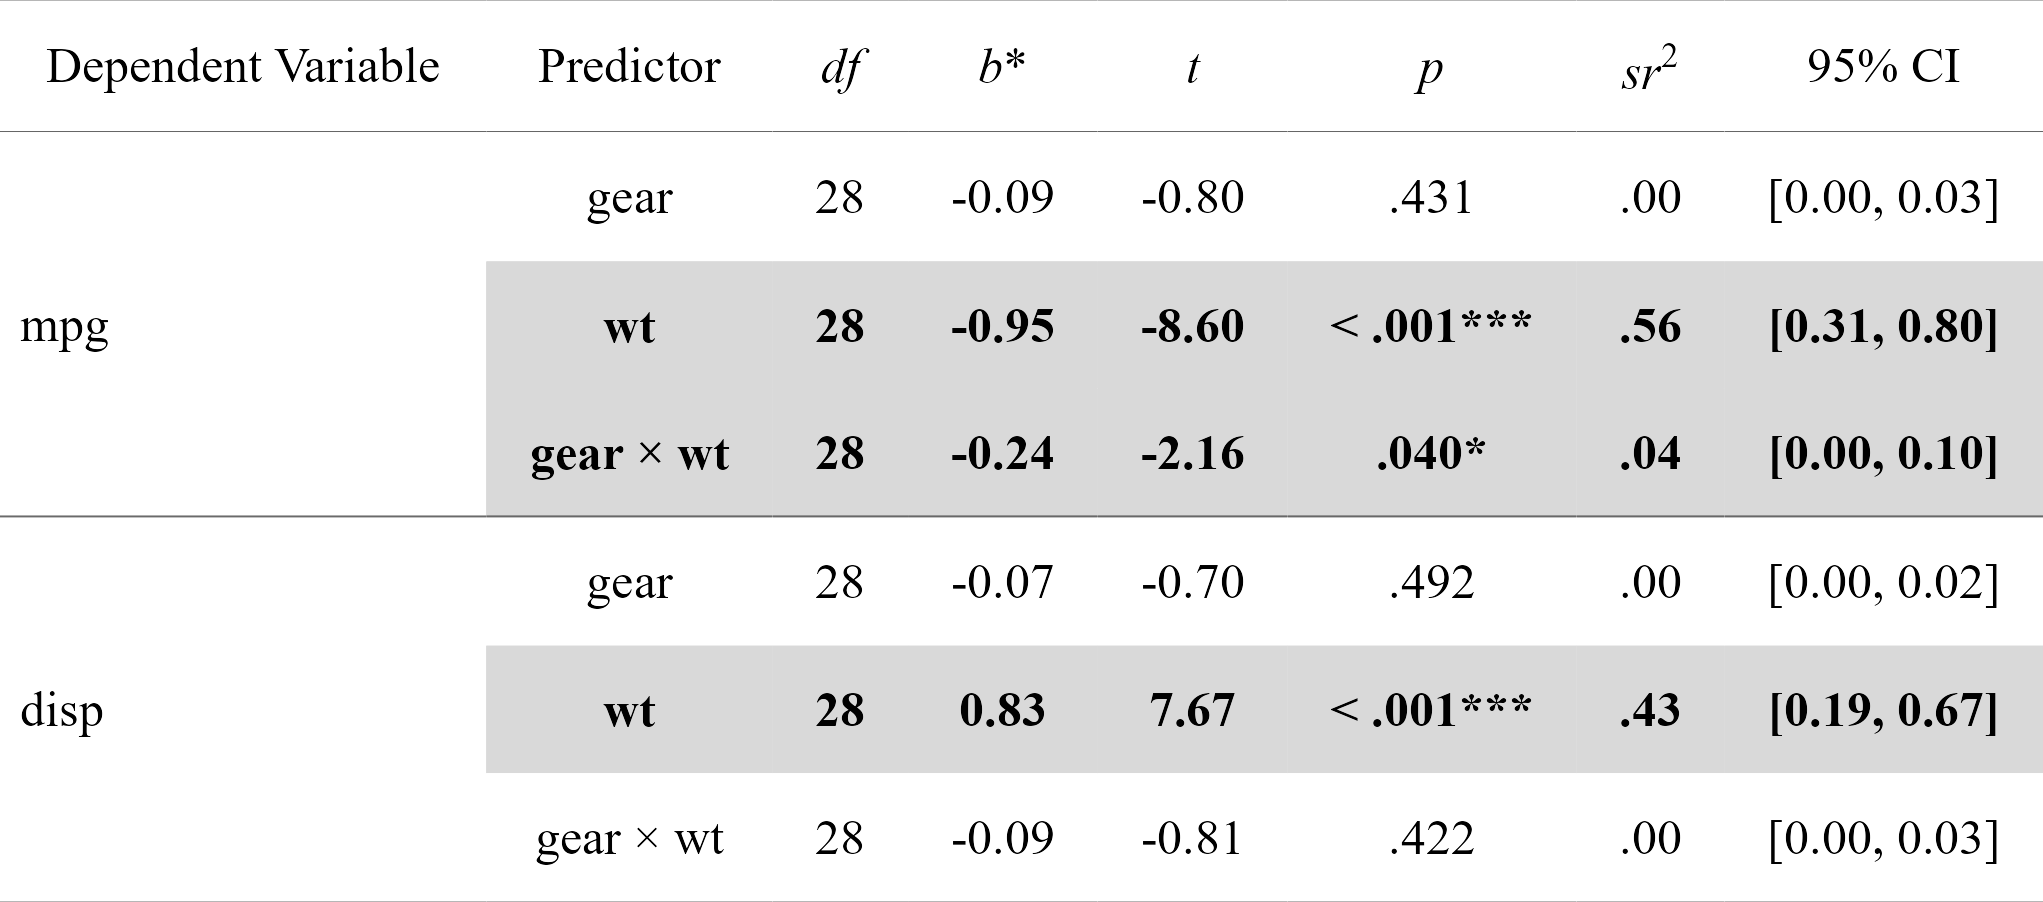 Dependent Variable Predictor df b* t p sr² 95% CI
gear 28 -0.09 -0.80 .431 .00 [0.00, 0.03]
mpg wt 28 -0.95 -8.60 < .001*** .56 [0.31, 0.80]
gear × wt 28 -0.24 -2.16 .040* .04 [0.00, 0.10]
gear 28 -0.07 -0.70 .492 .00 [0.00, 0.02]
disp wt 28 0.83 7.67 < .001*** .43 [0.19, 0.67]
gear × wt 28 -0.09 -0.81 .422 .00 [0.00, 0.03]